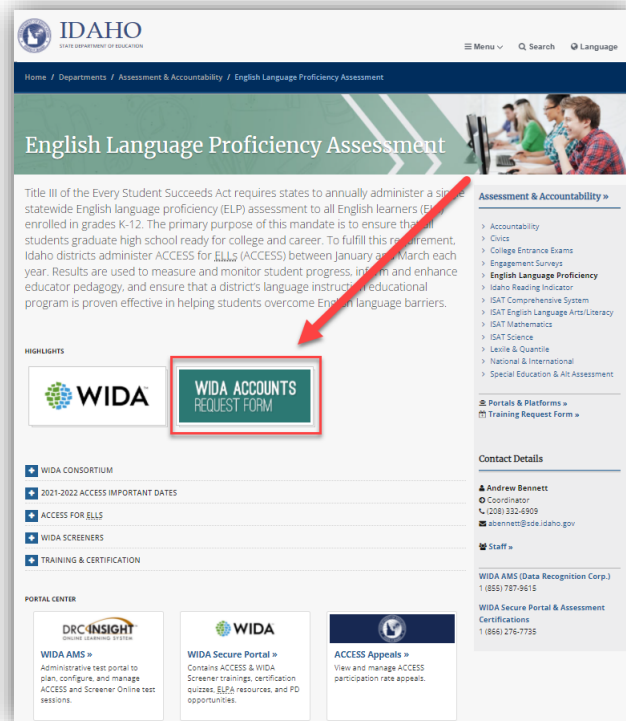 IDAHO
STATE DEPARTMENT OF EDUCATION
Menu
Search
Language
Home / Departments / Assessment & Accountability / English Language Proficiency Assessment
English Language Proficiency Assessment
Title III of the Every Student Succeeds Act requires states to annually administer a single
statewide English language proficiency (ELP) assessment to all English learners
enrolled in grades K-12. The primary purpose of this mandate is to ensure that all
students graduate high school ready for college and career. To fulfill this requirement,
Idaho districts administer ACCESS for ELLs (ACCESS) between January and March each
year. Results are used to measure and monitor student progress, inform and enhance
educator pedagogy, and ensure that a district's language instruction educational
program is proven effective in helping students overcome English language barriers.
HIGHLIGHTS
WIDA
WIDA ACCOUNTS
REQUEST FORM
WIDA CONSORTIUM
2021-2022 ACCESS IMPORTANT DATES
ACCESS FOR ELLS
WIDA SCREENERS
TRAINING & CERTIFICATION
PORTAL CENTER
DRC INSIGHT
ONLINE LEARNING SYSTEM
WIDA AMS »
Administrative test portal to
plan, configure, and manage
ACCESS and Screener Online test
sessions.
WIDA
WIDA Secure Portal »
Contains ACCESS & WIDA
Screener trainings, certification
quizzes, ELPA resources, and PD
opportunities.
ACCESS Appeals »
View and manage ACCESS
participation rate appeals.
Assessment & Accountability »
> Accountability
> Civics
> College Entrance Exams
> Engagement Surveys
> English Language Proficiency
> Idaho Reading Indicator
> ISAT Comprehensive System
> ISAT English Language Arts/Literacy
> ISAT Mathematics
> ISAT Science
> Lexile & Quantile
> National & International
> Special Education & Alt Assessment
Portals & Platforms »
Training Request Form »
Contact Details
Andrew Bennett
Coordinator
(208) 332-6909
abennett@sde.idaho.gov
Staff »
WIDA AMS (Data Recognition Corp.)
1 (855) 787-9615
WIDA Secure Portal & Assessment
Certifications
1 (866) 276-7735